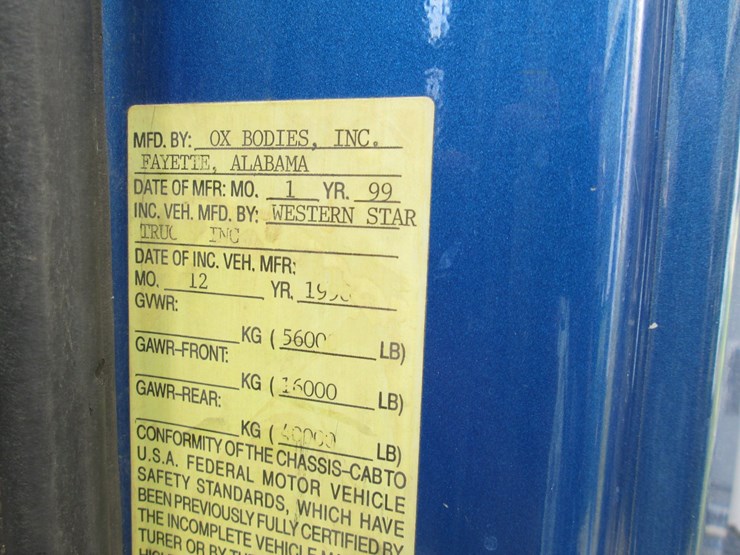 MFD. BY: OX BODIES, INC.
FAYETTE, ALABAMA
DATE OF MFR: MO. 1 YR. 99
INC. VEH. MFD. BY: WESTERN STAR
TRUC INC
DATE OF INC. VEH. MFR:
MO. 12 YR.
GVWR:
KG ( 5600 LB)
GAWR-FRONT:
KG ( 16000 LB)
GAWR-REAR:
KG ( 40000 LB)
CONFORMITY OF THE CHASSIS-CAB TO
U.S.A. FEDERAL MOTOR VEHICLE
SAFETY STANDARDS, WHICH HAVE
BEEN PREVIOUSLY FULLY CERTIFIED BY
THE INCOMPLETE VEHICLE
TURER OR BY